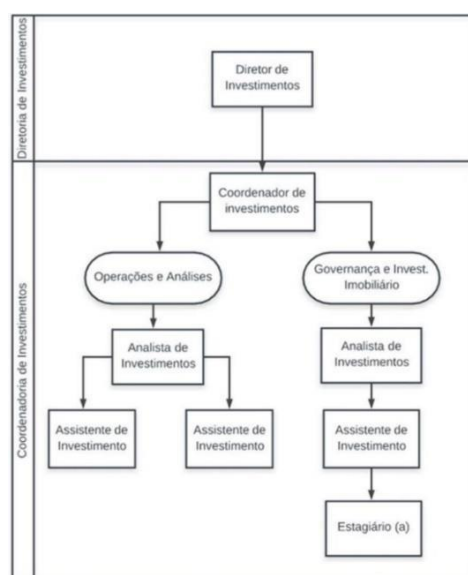 Diretoria de Investimentos
Diretor de
Investimentos
Coordenadoria de Investimentos
Coordenador de
investimentos
Operações e Análises
Governança e Invest.
Imobiliário
Analista de
Investimentos
Analista de
Investimentos
Assistente de
Investimento
Assistente de
Investimento
Assistente de
Investimento
Estagiário (a)